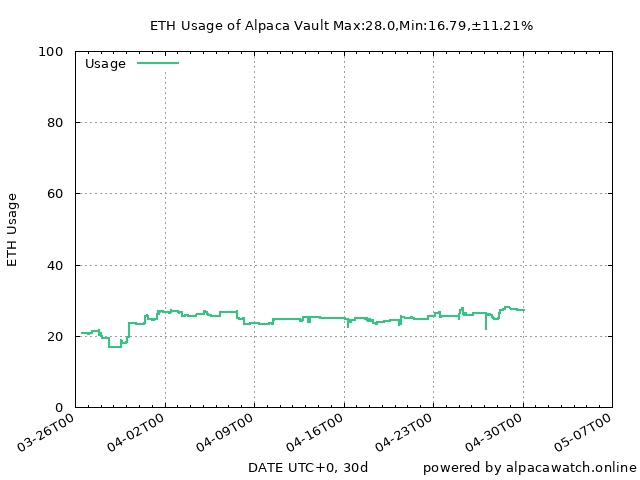 ETH Usage of Alpaca Vault Max:28.0,Min:16.79,±11.21%
100
Usage
80
60
ETH Usage
40
20
0
03-26T00
04-02T00
04-09T00
04-16T00
04-23T00
04-30T00
05-07T00
DATE UTC+0, 30d
powered by alpacawatch.online